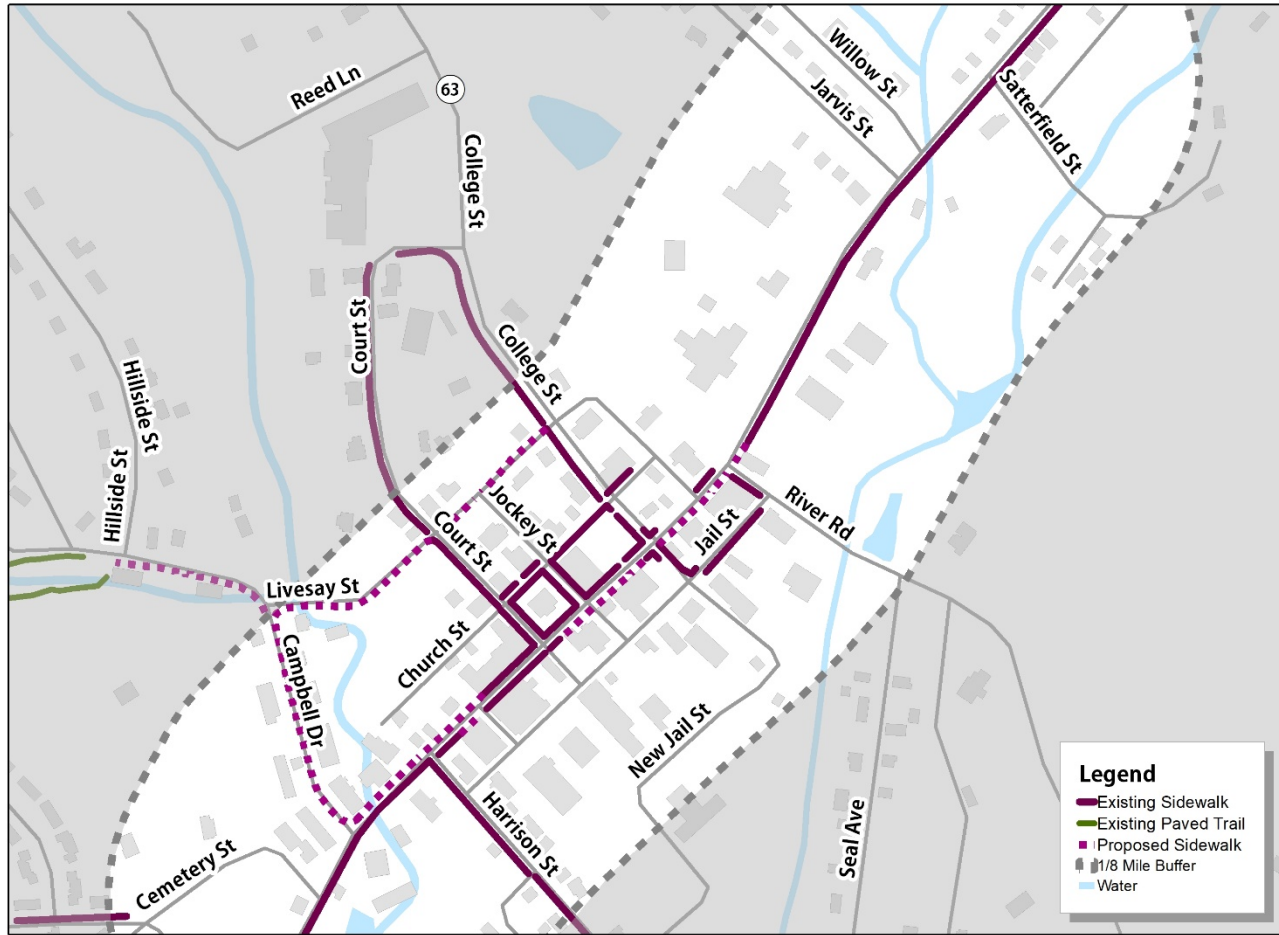 Willow St
Reed Ln
63
Jarvis St
Satterfield St
College St
Court St
College St
Hillside St
Hillside St
Jockey St
Jail St
River Rd
Court St
Livesay St
Church St
Campbell Dr
New Jail St
Harrison St
Seal Ave
Cemetery St
Legend
Existing Sidewalk
Existing Paved Trail
Proposed Sidewalk
1/8 Mile Buffer
Water